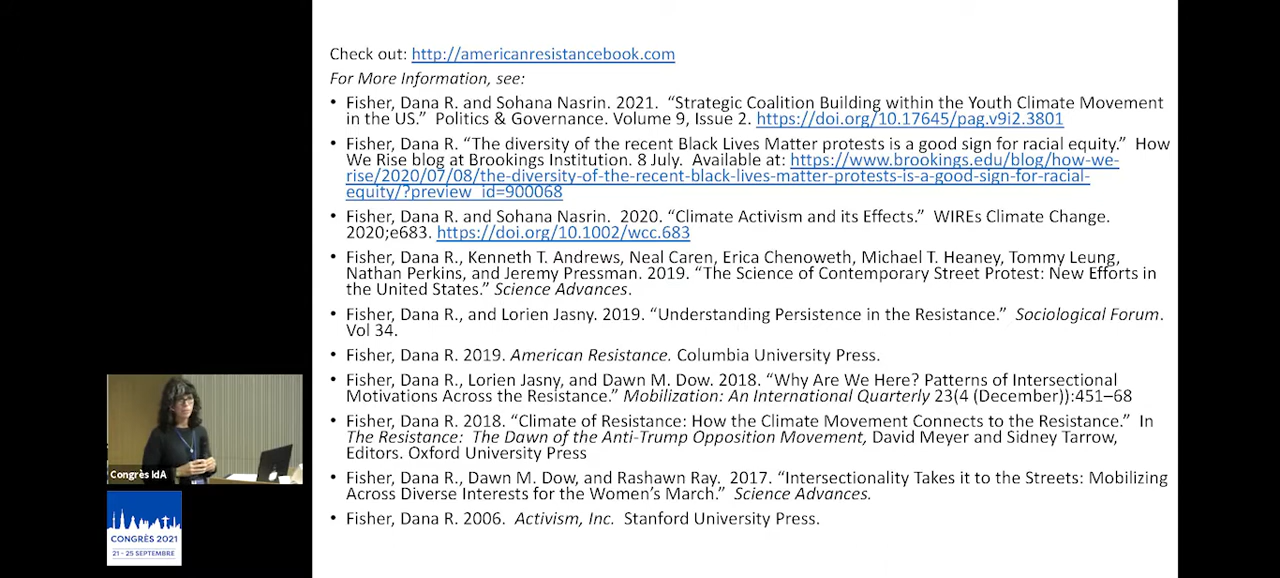 Check out: http://americanresistancebook.com
For More Information, see:
• Fisher, Dana R. and Sohana Nasrin. 2021. “Strategic Coalition Building within the Youth Climate Movement
in the US.” Politics & Governance. Volume 9, Issue 2. https://doi.org/10.17645/pag.v9i2.3801
• Fisher, Dana R. “The diversity of the recent Black Lives Matter protests is a good sign for racial equity.” How
We Rise blog at Brookings Institution. 8 July. Available at: https://www.brookings.edu/blog/how-we-
rise/2020/07/08/the-diversity-of-the-recent-black-lives-matter-protests-is-a-good-sign-for-racial-
equity/?preview_id=900068
• Fisher, Dana R. and Sohana Nasrin. 2020. “Climate Activism and its Effects.” WIREs Climate Change.
2020;e683. https://doi.org/10.1002/wcc.683
• Fisher, Dana R., Kenneth T. Andrews, Neal Caren, Erica Chenoweth, Michael T. Heaney, Tommy Leung,
Nathan Perkins, and Jeremy Pressman. 2019. “The Science of Contemporary Street Protest: New Efforts in
the United States.” Science Advances.
• Fisher, Dana R., and Lorien Jasny. 2019. “Understanding Persistence in the Resistance.” Sociological Forum.
Vol 34.
• Fisher, Dana R. 2019. American Resistance. Columbia University Press.
• Fisher, Dana R., Lorien Jasny, and Dawn M. Dow. 2018. “Why Are We Here? Patterns of Intersectional
Motivations Across the Resistance.” Mobilization: An International Quarterly 23(4 (December)):451–68
• Fisher, Dana R. 2018. “Climate of Resistance: How the Climate Movement Connects to the Resistance.” In
The Resistance: The Dawn of the Anti-Trump Opposition Movement, David Meyer and Sidney Tarrow,
Editors. Oxford University Press
• Fisher, Dana R., Dawn M. Dow, and Rashawn Ray. 2017. “Intersectionality Takes it to the Streets: Mobilizing
Across Diverse Interests for the Women’s March.” Science Advances.
• Fisher, Dana R. 2006. Activism, Inc. Stanford University Press.
Congrès IdA
CONGRÈS 2021
21 - 25 SEPTEMBRE